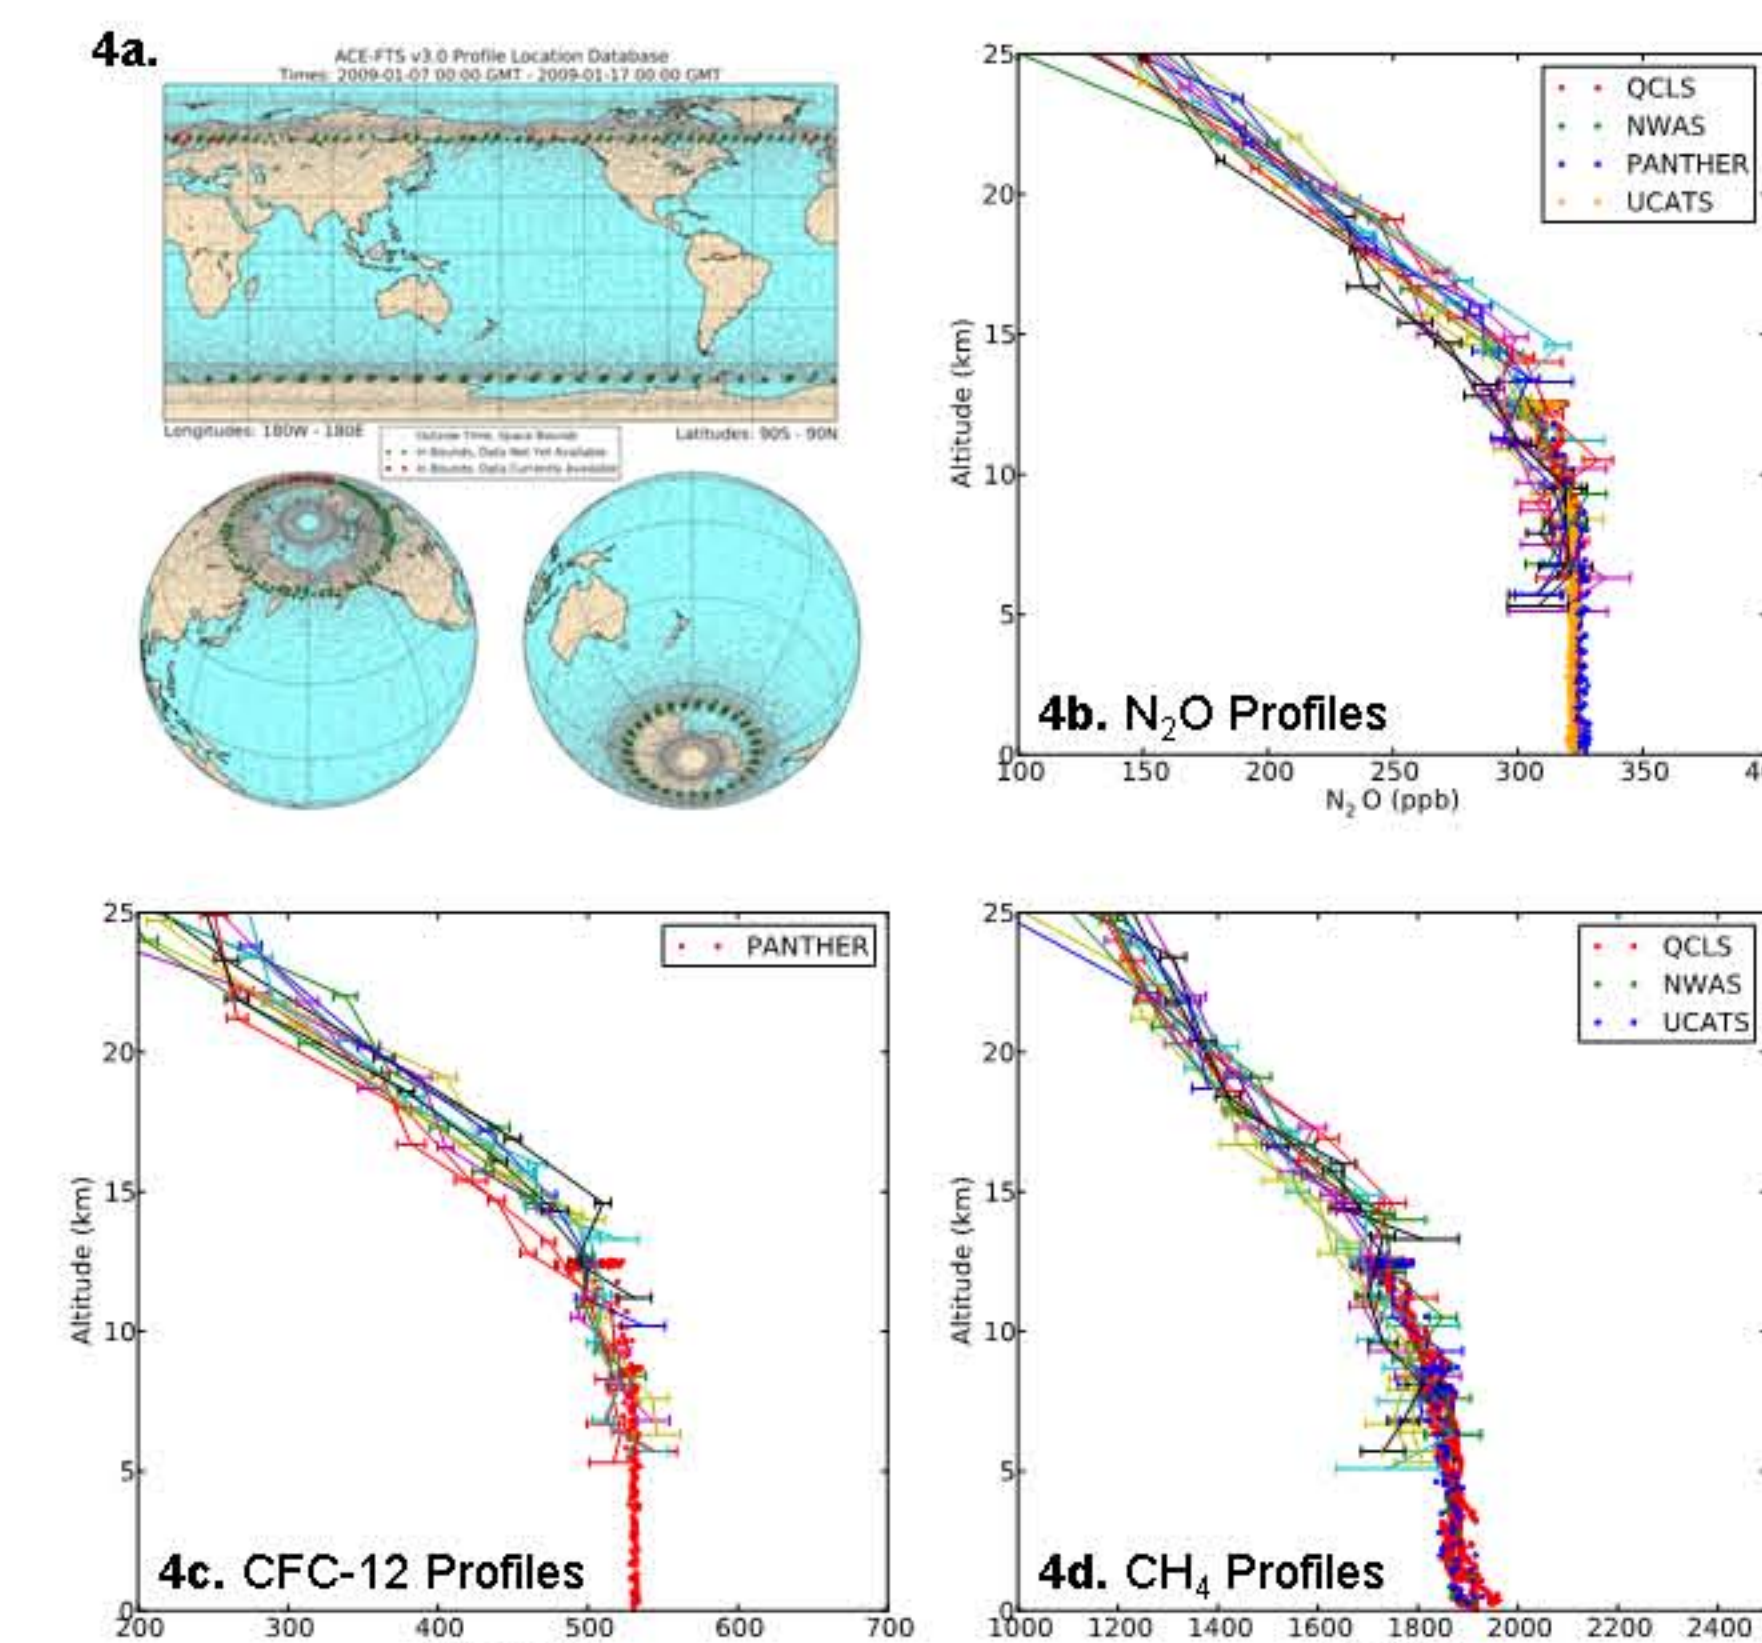 4a.
ACE-FTS v3.0 Profile Location Database
Times: 2009-01-07 00:00 GMT - 2009-01-17 00:00 GMT
Longitudes: 180W - 180E
Latitudes: 90S - 90N
Outside Time, Space Bounds
In Bounds, Data Not Yet Available
In Bounds, Data Currently Available
25
20
15
10
5
0
Altitude (km)
QCLS
NWAS
PANTHER
UCATS
4b. N2O Profiles
100 150 200 250 300 350
N2O (ppb)
25
20
15
10
5
0
Altitude (km)
PANTHER
4c. CFC-12 Profiles
200 300 400 500 600 700
25
20
15
10
5
0
Altitude (km)
QCLS
NWAS
UCATS
4d. CH4 Profiles
1000 1200 1400 1600 1800 2000 2200 2400